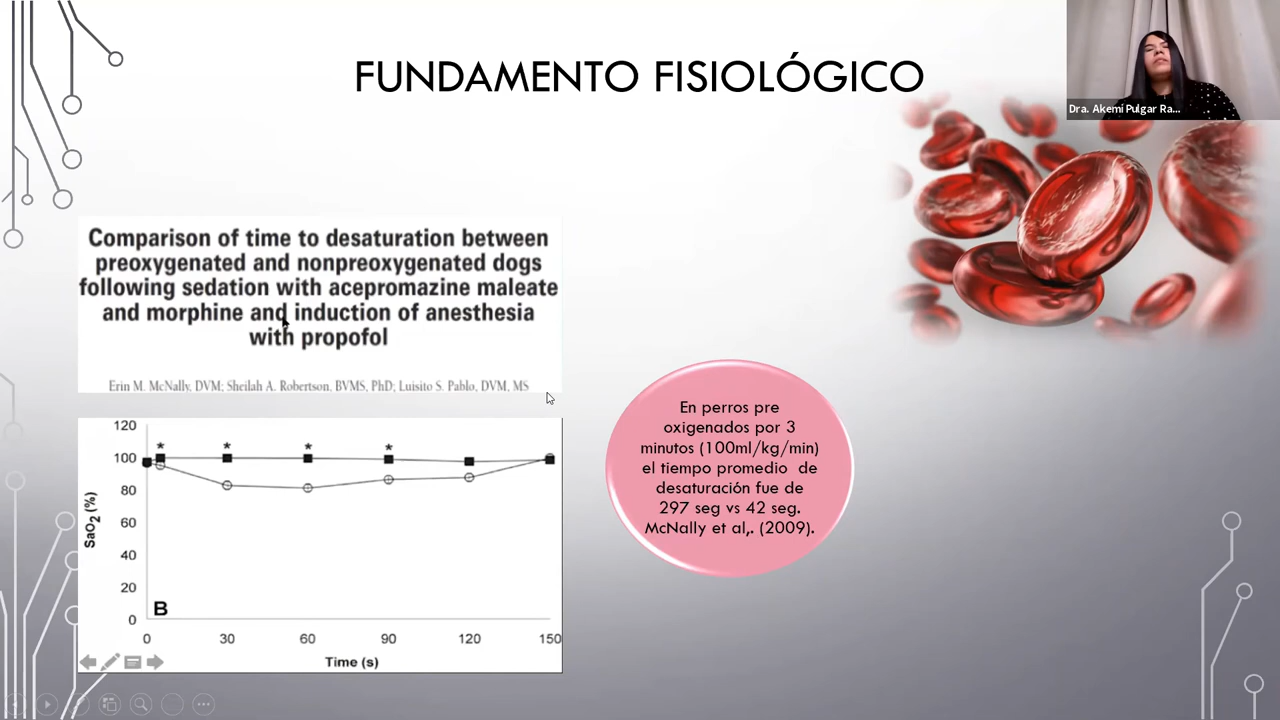 FUNDAMENTO FISIOLÓGICO
Dra. Akemi Pulgar Ra...
Comparison of time to desaturation between
preoxygenated and nonpreoxygenated dogs
following sedation with acepromazine maleate
and morphine and induction of anesthesia
with propofol
Erin M. McNally, DVM; Sheilah A. Robertson, BVMS, PhD; Luisito S. Pablo, DVM, MS
En perros pre
oxigenados por 3
minutos (100ml/kg/min)
el tiempo promedio de
desaturación fue de
297 seg vs 42 seg.
McNally et al,. (2009).
120
100
80
60
40
20
0
SaO2 (%)
* * * *
B
0 30 60 90 120 150
Time (s)